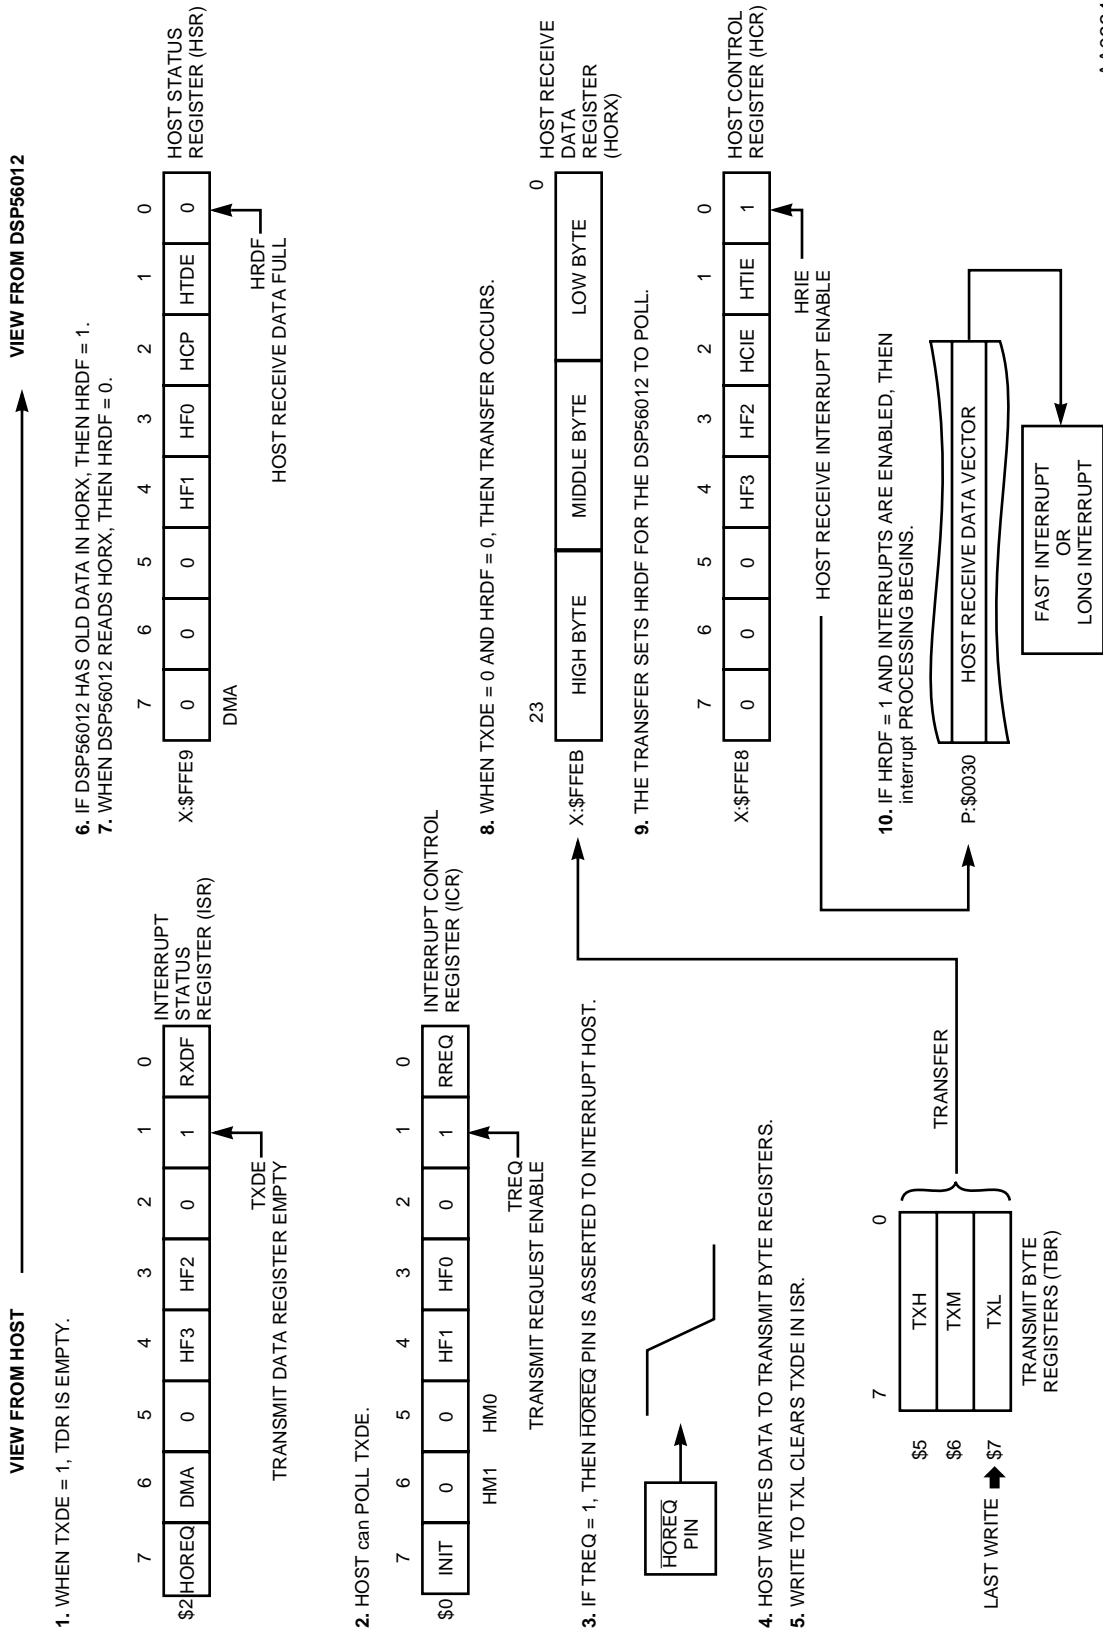 VIEW FROM HOST
VIEW FROM DSP56012
1. WHEN TXDE = 1, TDR IS EMPTY.
7 6 5 4 3 2 1 0
$2 HOREQ DMA 0 HF3 HF2 0 1 RXDF
INTERRUPT
STATUS
REGISTER (ISR)
TXDE
TRANSMIT DATA REGISTER EMPTY
2. HOST can POLL TXDE.
7 6 5 4 3 2 1 0
$0 INIT 0 0 HF1 HF0 0 1 RREQ
INTERRUPT CONTROL
REGISTER (ICR)
HM1 HM0
TREQ
TRANSMIT REQUEST ENABLE
3. IF TREQ = 1, THEN HOREQ PIN IS ASSERTED TO INTERRUPT HOST.
HOREQ
PIN
4. HOST WRITES DATA TO TRANSMIT BYTE REGISTERS.
5. WRITE TO TXL CLEARS TXDE IN ISR.
7 0
$5 TXH
$6 TXM
LAST WRITE $7 TXL
TRANSMIT BYTE
REGISTERS (TBR)
TRANSFER
6. IF DSP56012 HAS OLD DATA IN HORX, THEN HRDF = 1.
7. WHEN DSP56012 READS HORX, THEN HRDF = 0.
7 6 5 4 3 2 1 0
X:$FFE9 0 0 0 HF1 HF0 HCP HTDE 0
HOST STATUS
REGISTER (HSR)
DMA
HRDF
HOST RECEIVE DATA FULL
8. WHEN TXDE = 0 AND HRDF = 0, THEN TRANSFER OCCURS.
23 0
X:$FFEB HIGH BYTE MIDDLE BYTE LOW BYTE
HOST RECEIVE
DATA
REGISTER
(HORX)
9. THE TRANSFER SETS HRDF FOR THE DSP56012 TO POLL.
7 6 5 4 3 2 1 0
X:$FFE8 0 0 0 HF3 HF2 HCIE HTIE 1
HOST CONTROL
REGISTER (HCR)
HRIE
HOST RECEIVE INTERRUPT ENABLE
10. IF HRDF = 1 AND INTERRUPTS ARE ENABLED, THEN
interrupt PROCESSING BEGINS.
P:$0030 HOST RECEIVE DATA VECTOR
FAST INTERRUPT
OR
LONG INTERRUPT